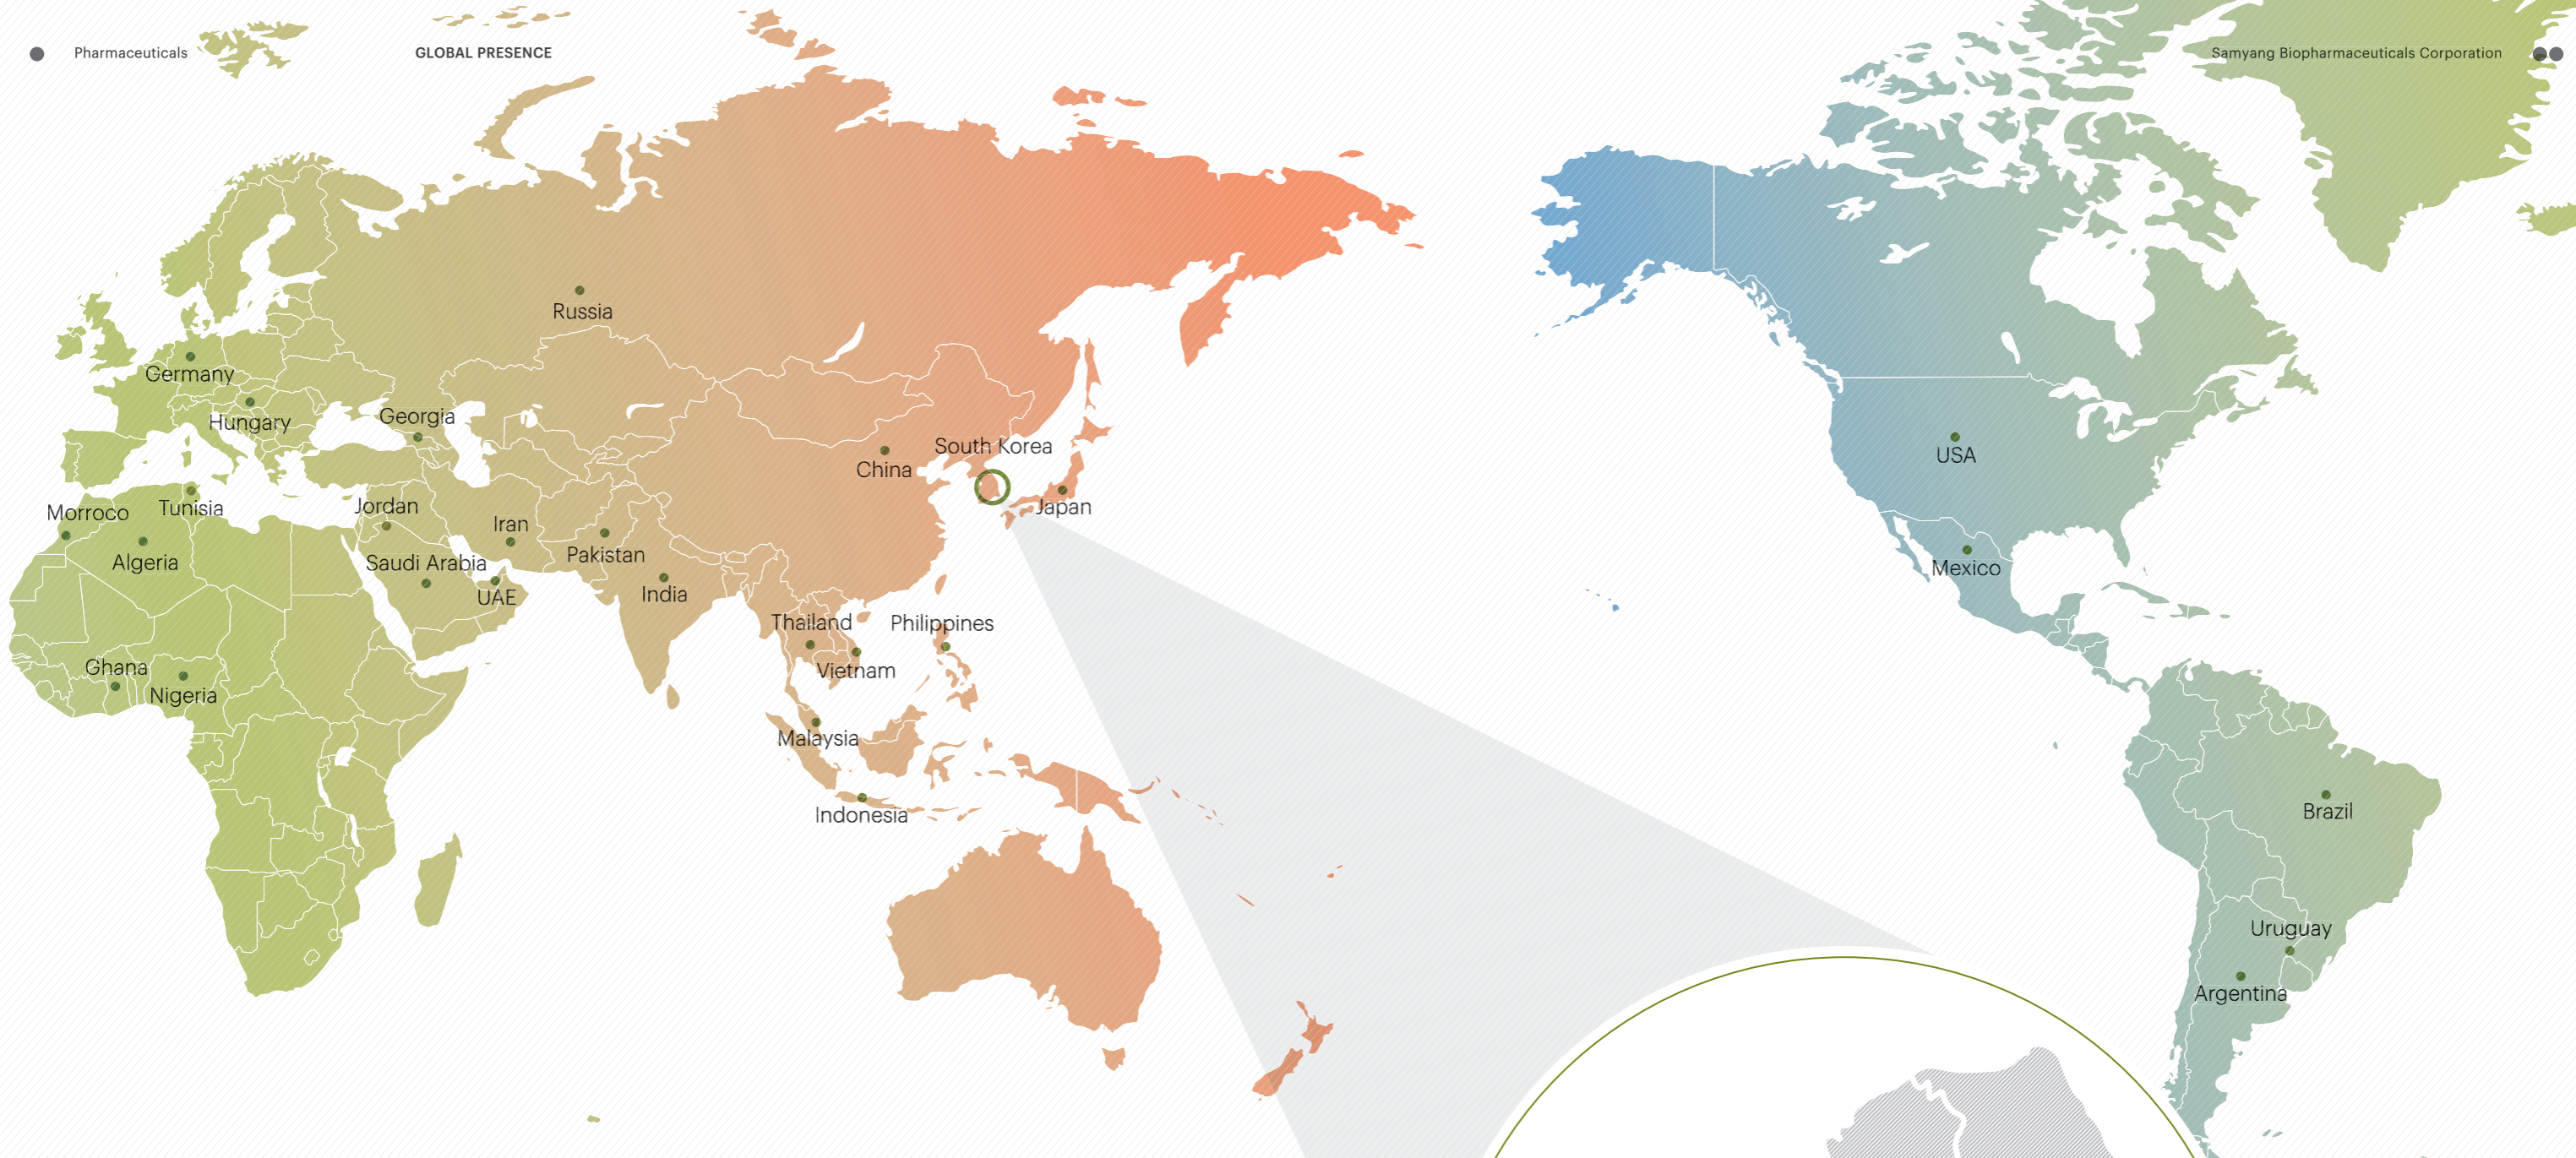 Pharmaceuticals
GLOBAL PRESENCE
Samyang Biopharmaceuticals Corporation
Russia
Germany
Hungary
Georgia
South Korea
China
USA
Japan
Morroco
Tunisia
Jordan
Iran
Algeria
Saudi Arabia
Pakistan
Mexico
UAE
India
Thailand
Philippines
Ghana
Vietnam
Nigeria
Malaysia
Indonesia
Brazil
Uruguay
Argentina